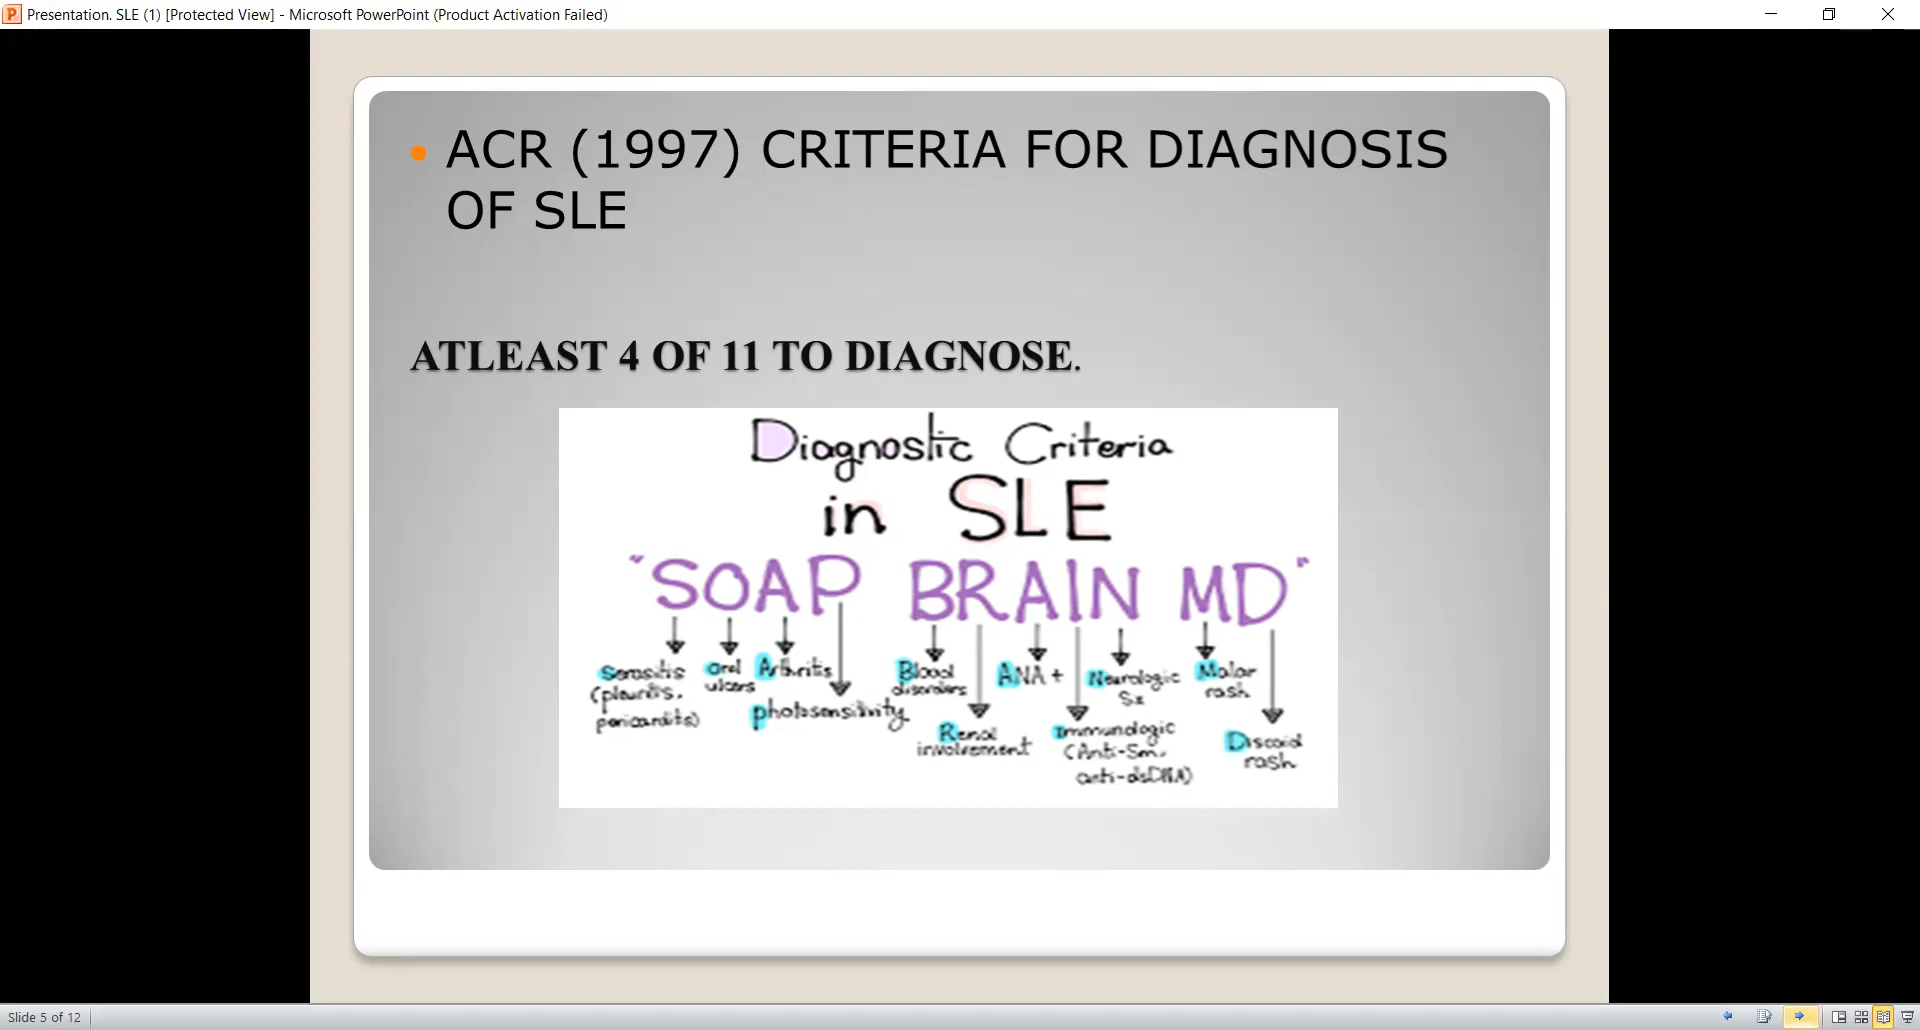 Presentation. SLE (1) [Protected View] - Microsoft PowerPoint (Product Activation Failed)
ACR (1997) CRITERIA FOR DIAGNOSIS
OF SLE
ATLEAST 4 OF 11 TO DIAGNOSE.
Diagnostic Criteria
in SLE
"SOAP BRAIN MD"
Serositis
(pleuritis,
pericarditis)
Oral
ulcers
Arthritis
photosensitivity
Blood
disorders
Renal
involvement
ANA +
Immunologic
(Anti-Sm,
anti-dsDNA)
Neurologic
Sx
Malar
rash
Discoid
rash
Slide 5 of 12